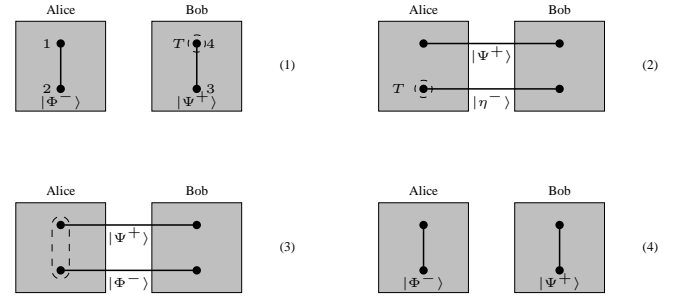 Alice Bob
1 T 4
2 3
|Φ−⟩ |Ψ+⟩
(1)
Alice Bob
|Ψ+⟩
T
|η−⟩
(2)
Alice Bob
|Ψ+⟩
|Φ−⟩
(3)
Alice Bob
|Φ−⟩ |Ψ+⟩
(4)